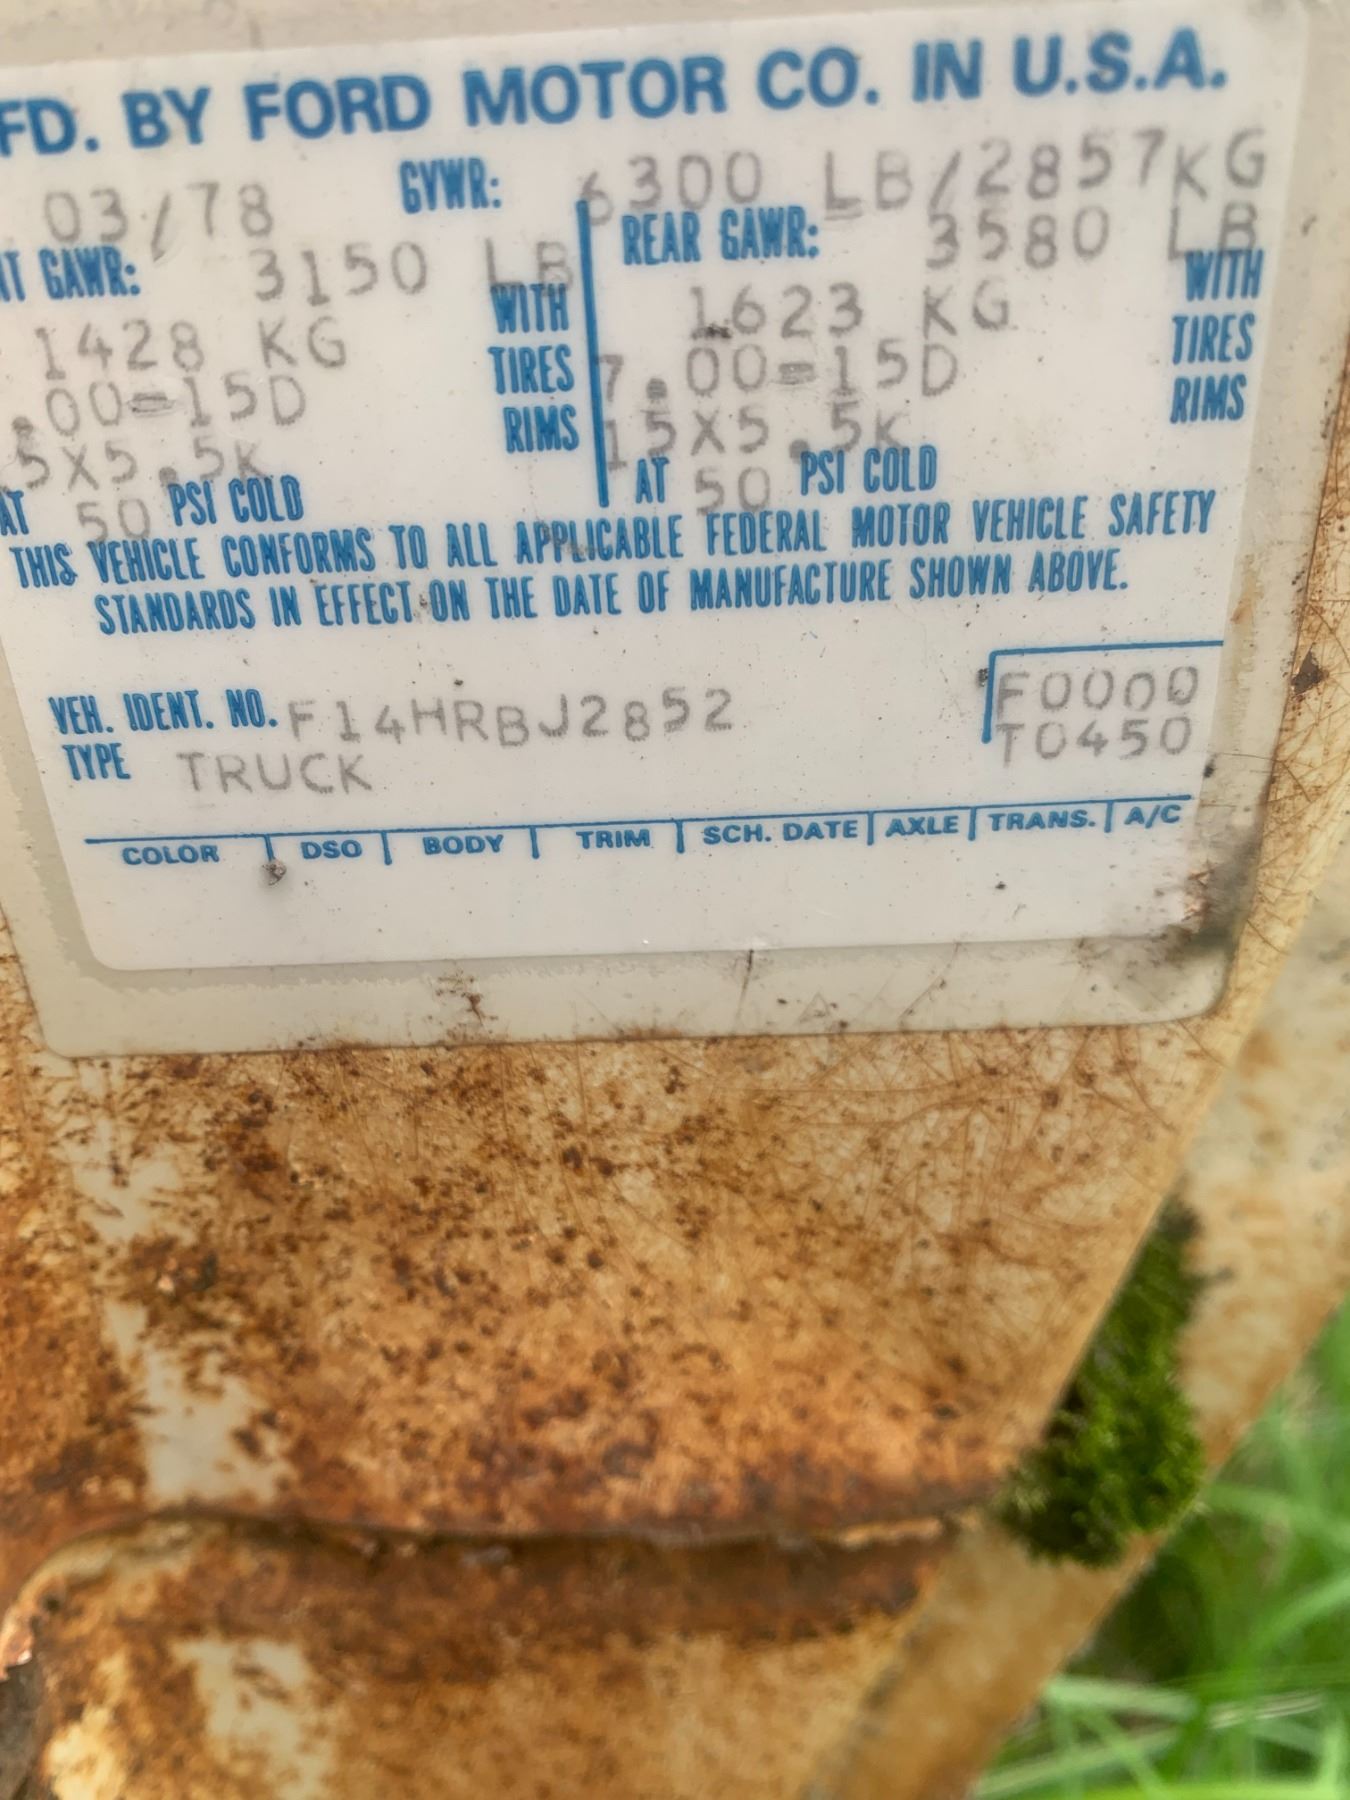 FD. BY FORD MOTOR CO. IN U.S.A.
03/78 GVWR: 6300 LB/2857KG
T GAWR: 3150 LB REAR GAWR: 3580 LB
1428 KG WITH 1623 KG WITH
.00=15D TIRES 7.00=15D TIRES
5X5.5K RIMS 15X5.5K RIMS
AT 50 PSI COLD AT 50 PSI COLD
THIS VEHICLE CONFORMS TO ALL APPLICABLE FEDERAL MOTOR VEHICLE SAFETY
STANDARDS IN EFFECT ON THE DATE OF MANUFACTURE SHOWN ABOVE.
VEH. IDENT. NO. F14HRBJ2852 F0000
TYPE TRUCK T0450
COLOR DSO BODY TRIM SCH. DATE AXLE TRANS. A/C